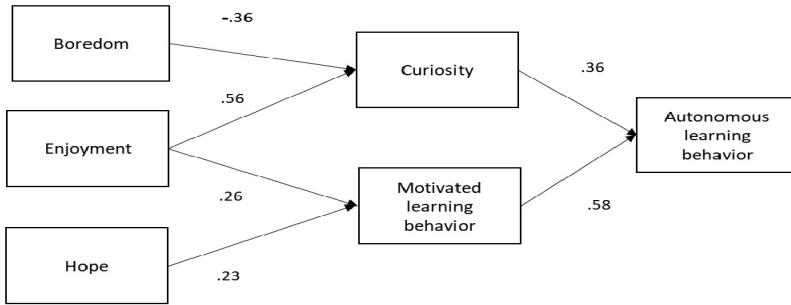 -.36
Boredom
Curiosity
.36
.56
Enjoyment
Autonomous
learning
behavior
.26
Motivated
learning
behavior
.58
Hope
.23